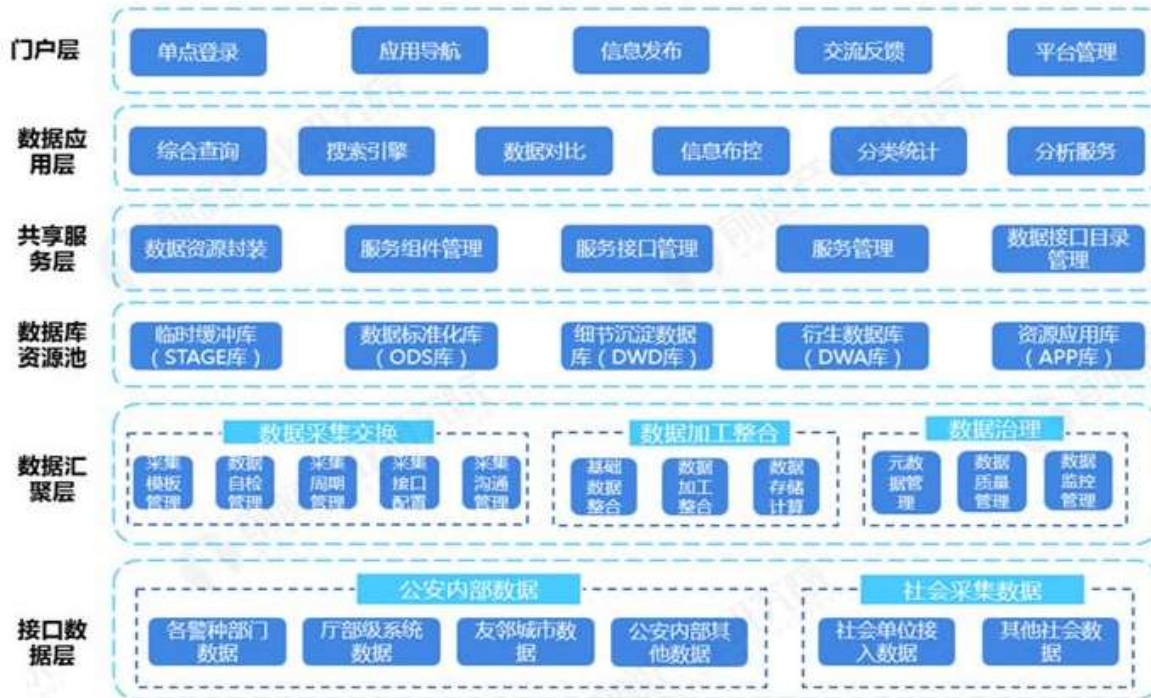 门户层
单点登录
应用导航
信息发布
交流反馈
平台管理
数据应
用层
综合查询
搜索引擎
数据对比
信息布控
分类统计
分析服务
共享服
务层
数据资源封装
服务组件管理
服务接口管理
服务管理
数据接口目录
管理
数据库
资源池
临时缓冲库
（STAGE库）
数据标准化库
（ODS库）
细节沉淀数据
库（DWD库）
衍生数据库
（DWA库）
资源应用库
（APP库）
数据汇
聚层
数据采集交换
采集
模板
管理
数据
自检
管理
采集
周期
管理
采集
接口
配置
采集
沟通
管理
数据加工整合
基础
数据
整合
数据
加工
整合
数据
存储
计算
数据治理
元数
据管
理
数据
质量
管理
数据
监控
管理
接口数
据层
公安内部数据
各警种部门
数据
厅部级系统
数据
友邻城市数
据
公安内部其
他数据
社会采集数据
社会单位接
入数据
其他社会数
据